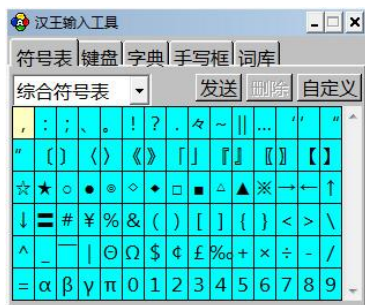 汉王输入工具
符号表 键盘 字典 手写框 词库
综合符号表 发送 删除 自定义
, : ; 、 。 ! ? . 々 ~ ‖ … ‘ ’ “
” 〔 〕 〈 〉 《 》 「 」 『 』 〖 〗 【 】
☆ ★ ○ ● ◎ ◇ ◆ □ ■ △ ▲ ※ → ← ↑
↓ 〓 # ¥ % & ( ) [ ] { } < > \
^ _ ‾ | Θ Ω $ ¢ £ ‰ + × ÷ - /
= α β γ π 0 1 2 3 4 5 6 7 8 9